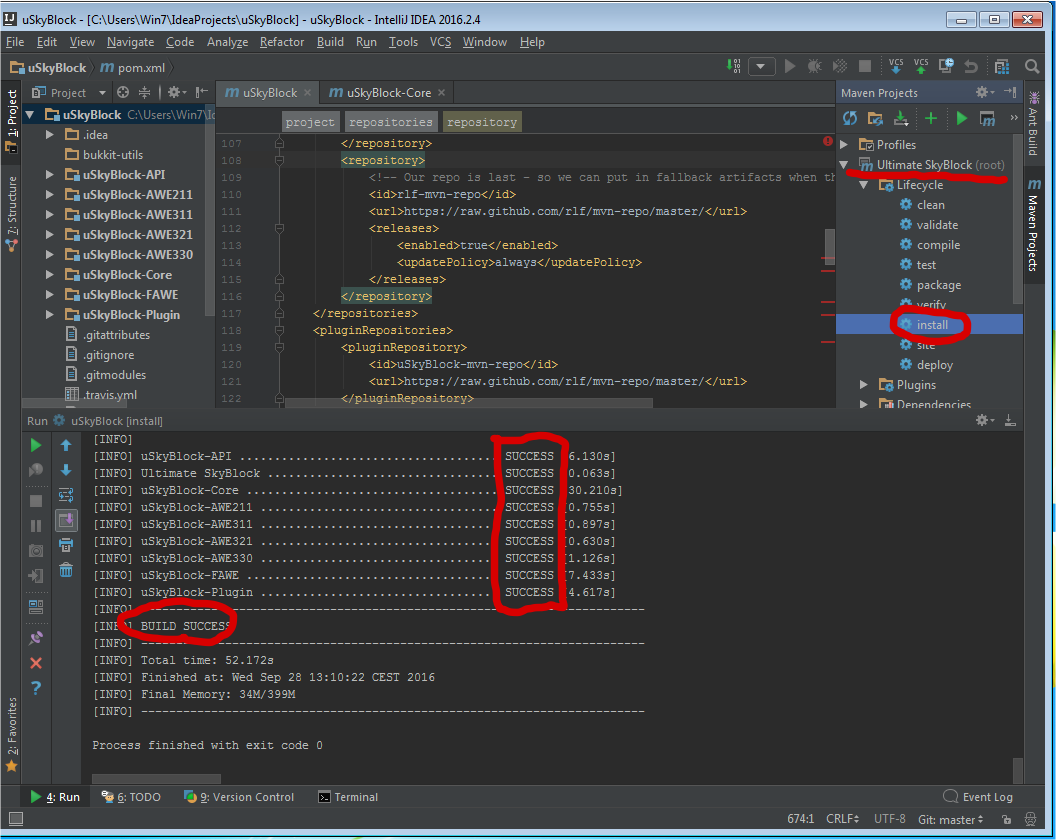 uSkyBlock - [C:\Users\Win7\IdeaProjects\uSkyBlock] - uSkyBlock - IntelliJ IDEA 2016.2.4
File Edit View Navigate Code Analyze Refactor Build Run Tools VCS Window Help
uSkyBlock pom.xml
VCS VCS
1: Project
7: Structure
2: Favorites
Project
uSkyBlock C:\Users\Win7\Id
.idea
bukkit-utils
uSkyBlock-API
uSkyBlock-AWE211
uSkyBlock-AWE311
uSkyBlock-AWE321
uSkyBlock-AWE330
uSkyBlock-Core
uSkyBlock-FAWE
uSkyBlock-Plugin
.gitattributes
.gitignore
.gitmodules
.travis.yml
uSkyBlock uSkyBlock-Core
project repositories repository
107 </repository>
108 <repository>
109 <!-- Our repo is last - so we can put in fallback artifacts when th
110 <id>rlf-mvn-repo</id>
111 <url>https://raw.github.com/rlf/mvn-repo/master/</url>
112 <releases>
113 <enabled>true</enabled>
114 <updatePolicy>always</updatePolicy>
115 </releases>
116 </repository>
117 </repositories>
118 <pluginRepositories>
119 <pluginRepository>
120 <id>uSkyBlock-mvn-repo</id>
121 <url>https://raw.github.com/rlf/mvn-repo/master/</url>
122 </pluginRepository>
Maven Projects
Profiles
Ultimate SkyBlock (root)
Lifecycle
clean
validate
compile
test
package
verify
install
site
deploy
Plugins
Dependencies
Ant Build
Maven Projects
Run uSkyBlock [install]
[INFO]
[INFO] uSkyBlock-API .................................... SUCCESS [6.130s]
[INFO] Ultimate SkyBlock ................................ SUCCESS [0.063s]
[INFO] uSkyBlock-Core ................................... SUCCESS [30.210s]
[INFO] uSkyBlock-AWE211 ................................. SUCCESS [0.755s]
[INFO] uSkyBlock-AWE311 ................................. SUCCESS [0.897s]
[INFO] uSkyBlock-AWE321 ................................. SUCCESS [0.630s]
[INFO] uSkyBlock-AWE330 ................................. SUCCESS [1.126s]
[INFO] uSkyBlock-FAWE ................................... SUCCESS [7.433s]
[INFO] uSkyBlock-Plugin ................................. SUCCESS [4.617s]
[INFO] ------------------------------------------------------------------------
[INFO] BUILD SUCCESS
[INFO] ------------------------------------------------------------------------
[INFO] Total time: 52.172s
[INFO] Finished at: Wed Sep 28 13:10:22 CEST 2016
[INFO] Final Memory: 34M/399M
[INFO] ------------------------------------------------------------------------
Process finished with exit code 0
4: Run 6: TODO 9: Version Control Terminal Event Log
674:1 CRLF UTF-8 Git: master